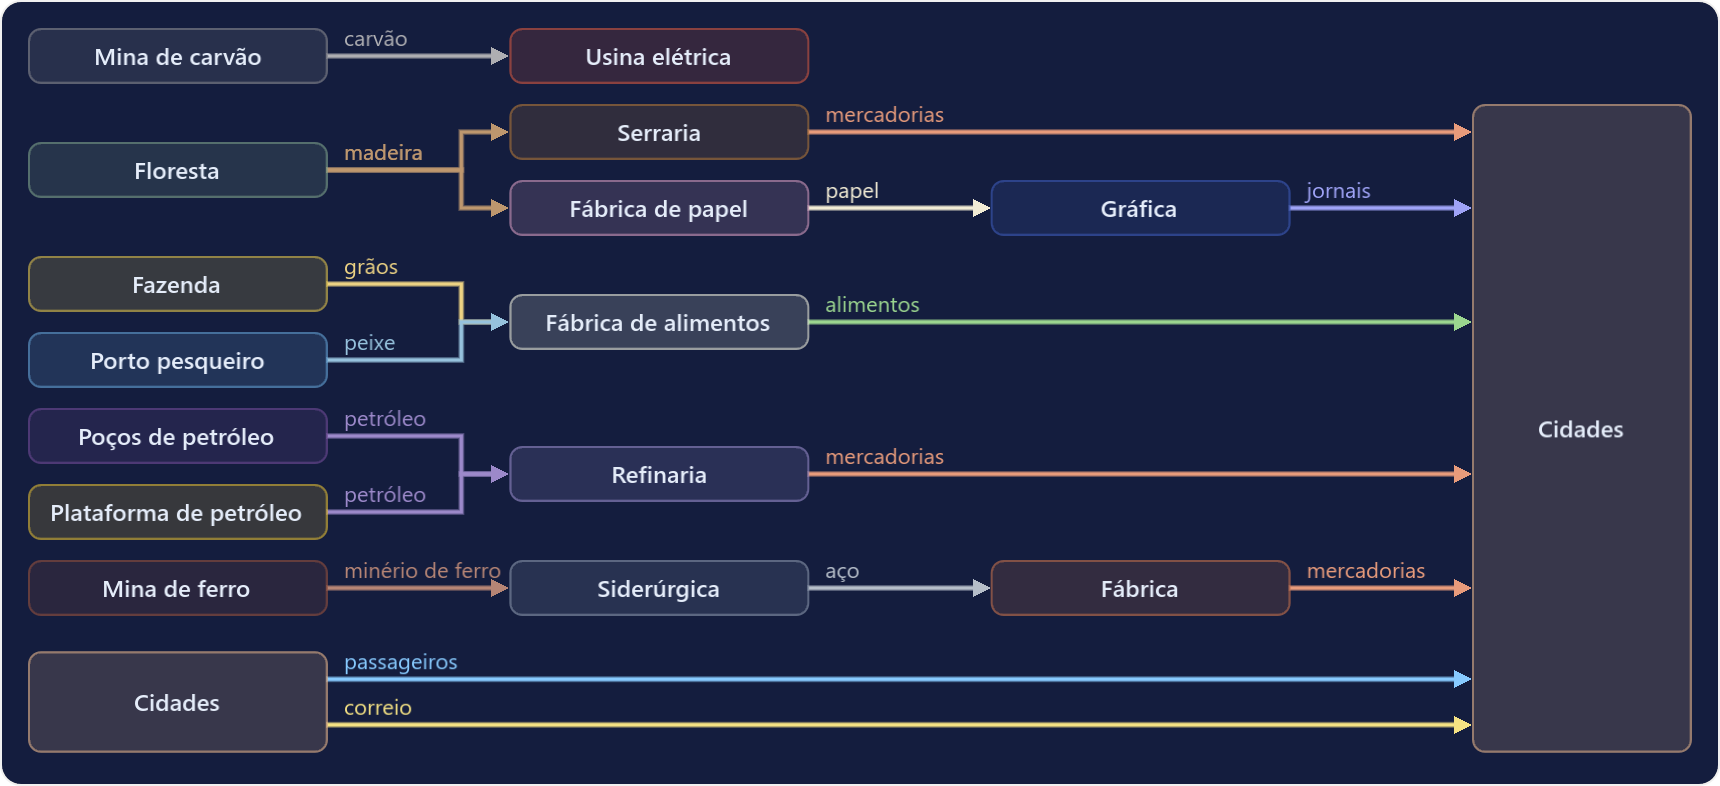 Mina de carvão
carvão
Usina elétrica
Floresta
madeira
Serraria
mercadorias
Fábrica de papel
papel
Gráfica
jornais
Fazenda
grãos
Porto pesqueiro
peixe
Fábrica de alimentos
alimentos
Poços de petróleo
petróleo
Plataforma de petróleo
petróleo
Refinaria
mercadorias
Mina de ferro
minério de ferro
Siderúrgica
aço
Fábrica
mercadorias
Cidades
passageiros
correio
Cidades